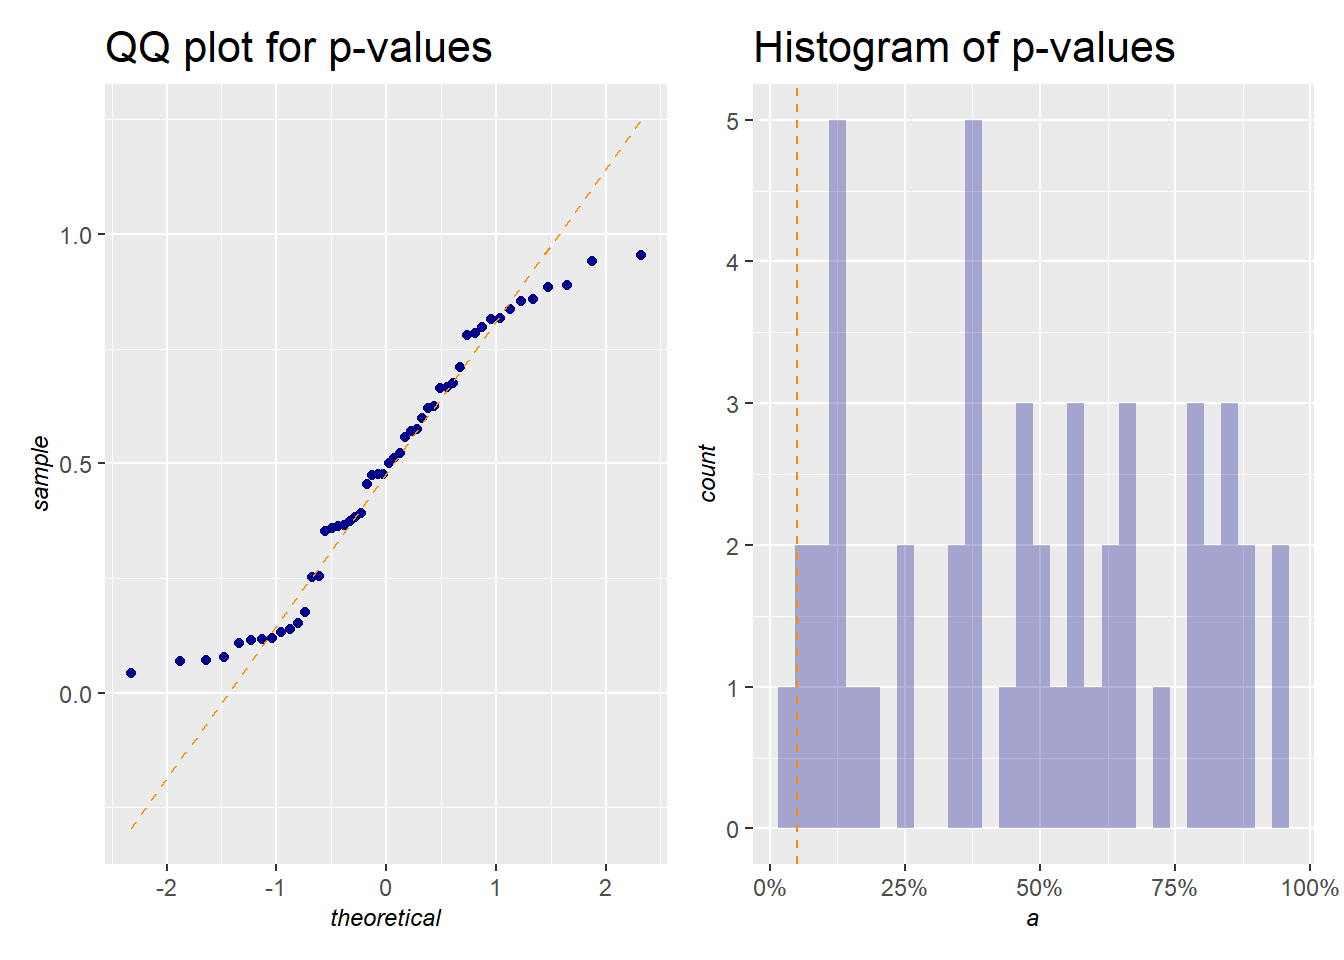 QQ plot for p-values
1.0
0.5
0.0
sample
-2 -1 0 1 2
theoretical
Histogram of p-values
5
4
3
2
1
0
count
0% 25% 50% 75% 100%
a